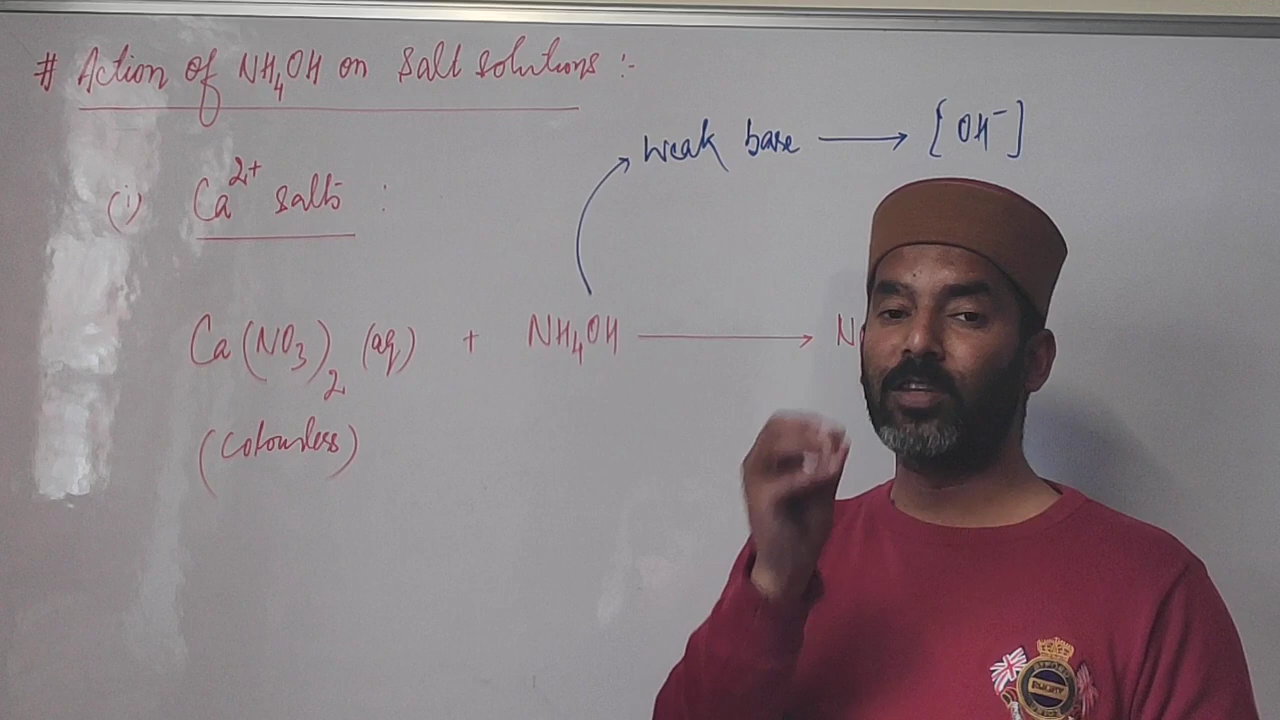 # Action of NH₄OH on Salt solutions :-
weak base ⟶ [OH⁻]
(i) Ca²⁺ salts :
Ca(NO₃)₂ (aq) + NH₄OH ⟶ N
(colourless)